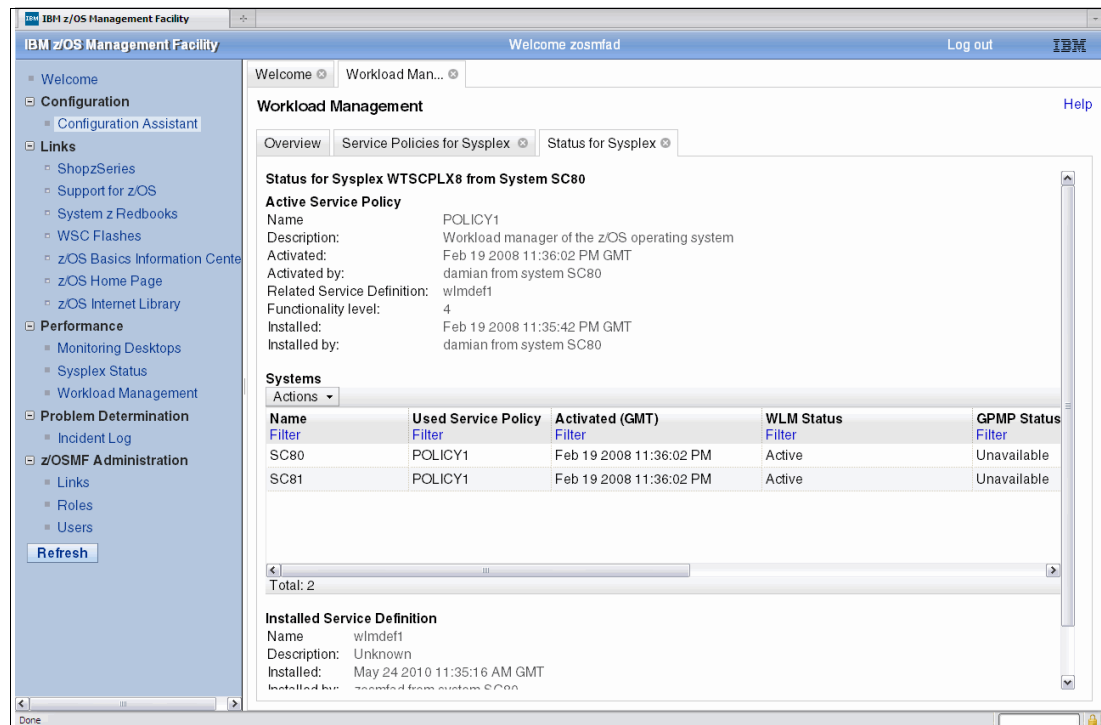 IBM z/OS Management Facility
IBM z/OS Management Facility
Welcome zosmfad
Log out
IBM
Welcome
Configuration
Configuration Assistant
Links
ShopzSeries
Support for z/OS
System z Redbooks
WSC Flashes
z/OS Basics Information Cente
z/OS Home Page
z/OS Internet Library
Performance
Monitoring Desktops
Sysplex Status
Workload Management
Problem Determination
Incident Log
z/OSMF Administration
Links
Roles
Users
Refresh
Welcome
Workload Man...
Workload Management
Help
Overview
Service Policies for Sysplex
Status for Sysplex
Status for Sysplex WTSCPLX8 from System SC80
Active Service Policy
Name POLICY1
Description: Workload manager of the z/OS operating system
Activated: Feb 19 2008 11:36:02 PM GMT
Activated by: damian from system SC80
Related Service Definition: wlmdef1
Functionality level: 4
Installed: Feb 19 2008 11:35:42 PM GMT
Installed by: damian from system SC80
Systems
Actions
Name Used Service Policy Activated (GMT) WLM Status GPMP Status
Filter Filter Filter Filter Filter
SC80 POLICY1 Feb 19 2008 11:36:02 PM Active Unavailable
SC81 POLICY1 Feb 19 2008 11:36:02 PM Active Unavailable
Total: 2
Installed Service Definition
Name wlmdef1
Description: Unknown
Installed: May 24 2010 11:35:16 AM GMT
Installed by: zosmfad from system SC80
Done